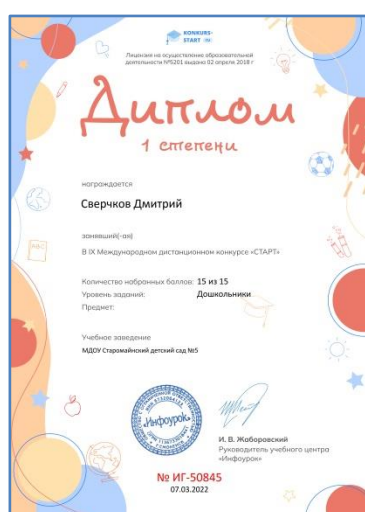 KONKURS-
START
Лицензия на осуществление образовательной
деятельности №5201 выдано 02 апреля 2018 г
Диплом
1 степени
награждается
Сверчков Дмитрий
занявший(-ая)
В IX Международном дистанционном конкурсе «СТАРТ»
Количество набранных баллов: 15 из 15
Уровень заданий: Дошкольники
Предмет:
Учебное заведение
МДОУ Старомайнский детский сад №5
«Инфоурок»
И. В. Жаборовский
Руководитель учебного центра
«Инфоурок»
№ ИГ-50845
07.03.2022
ABC